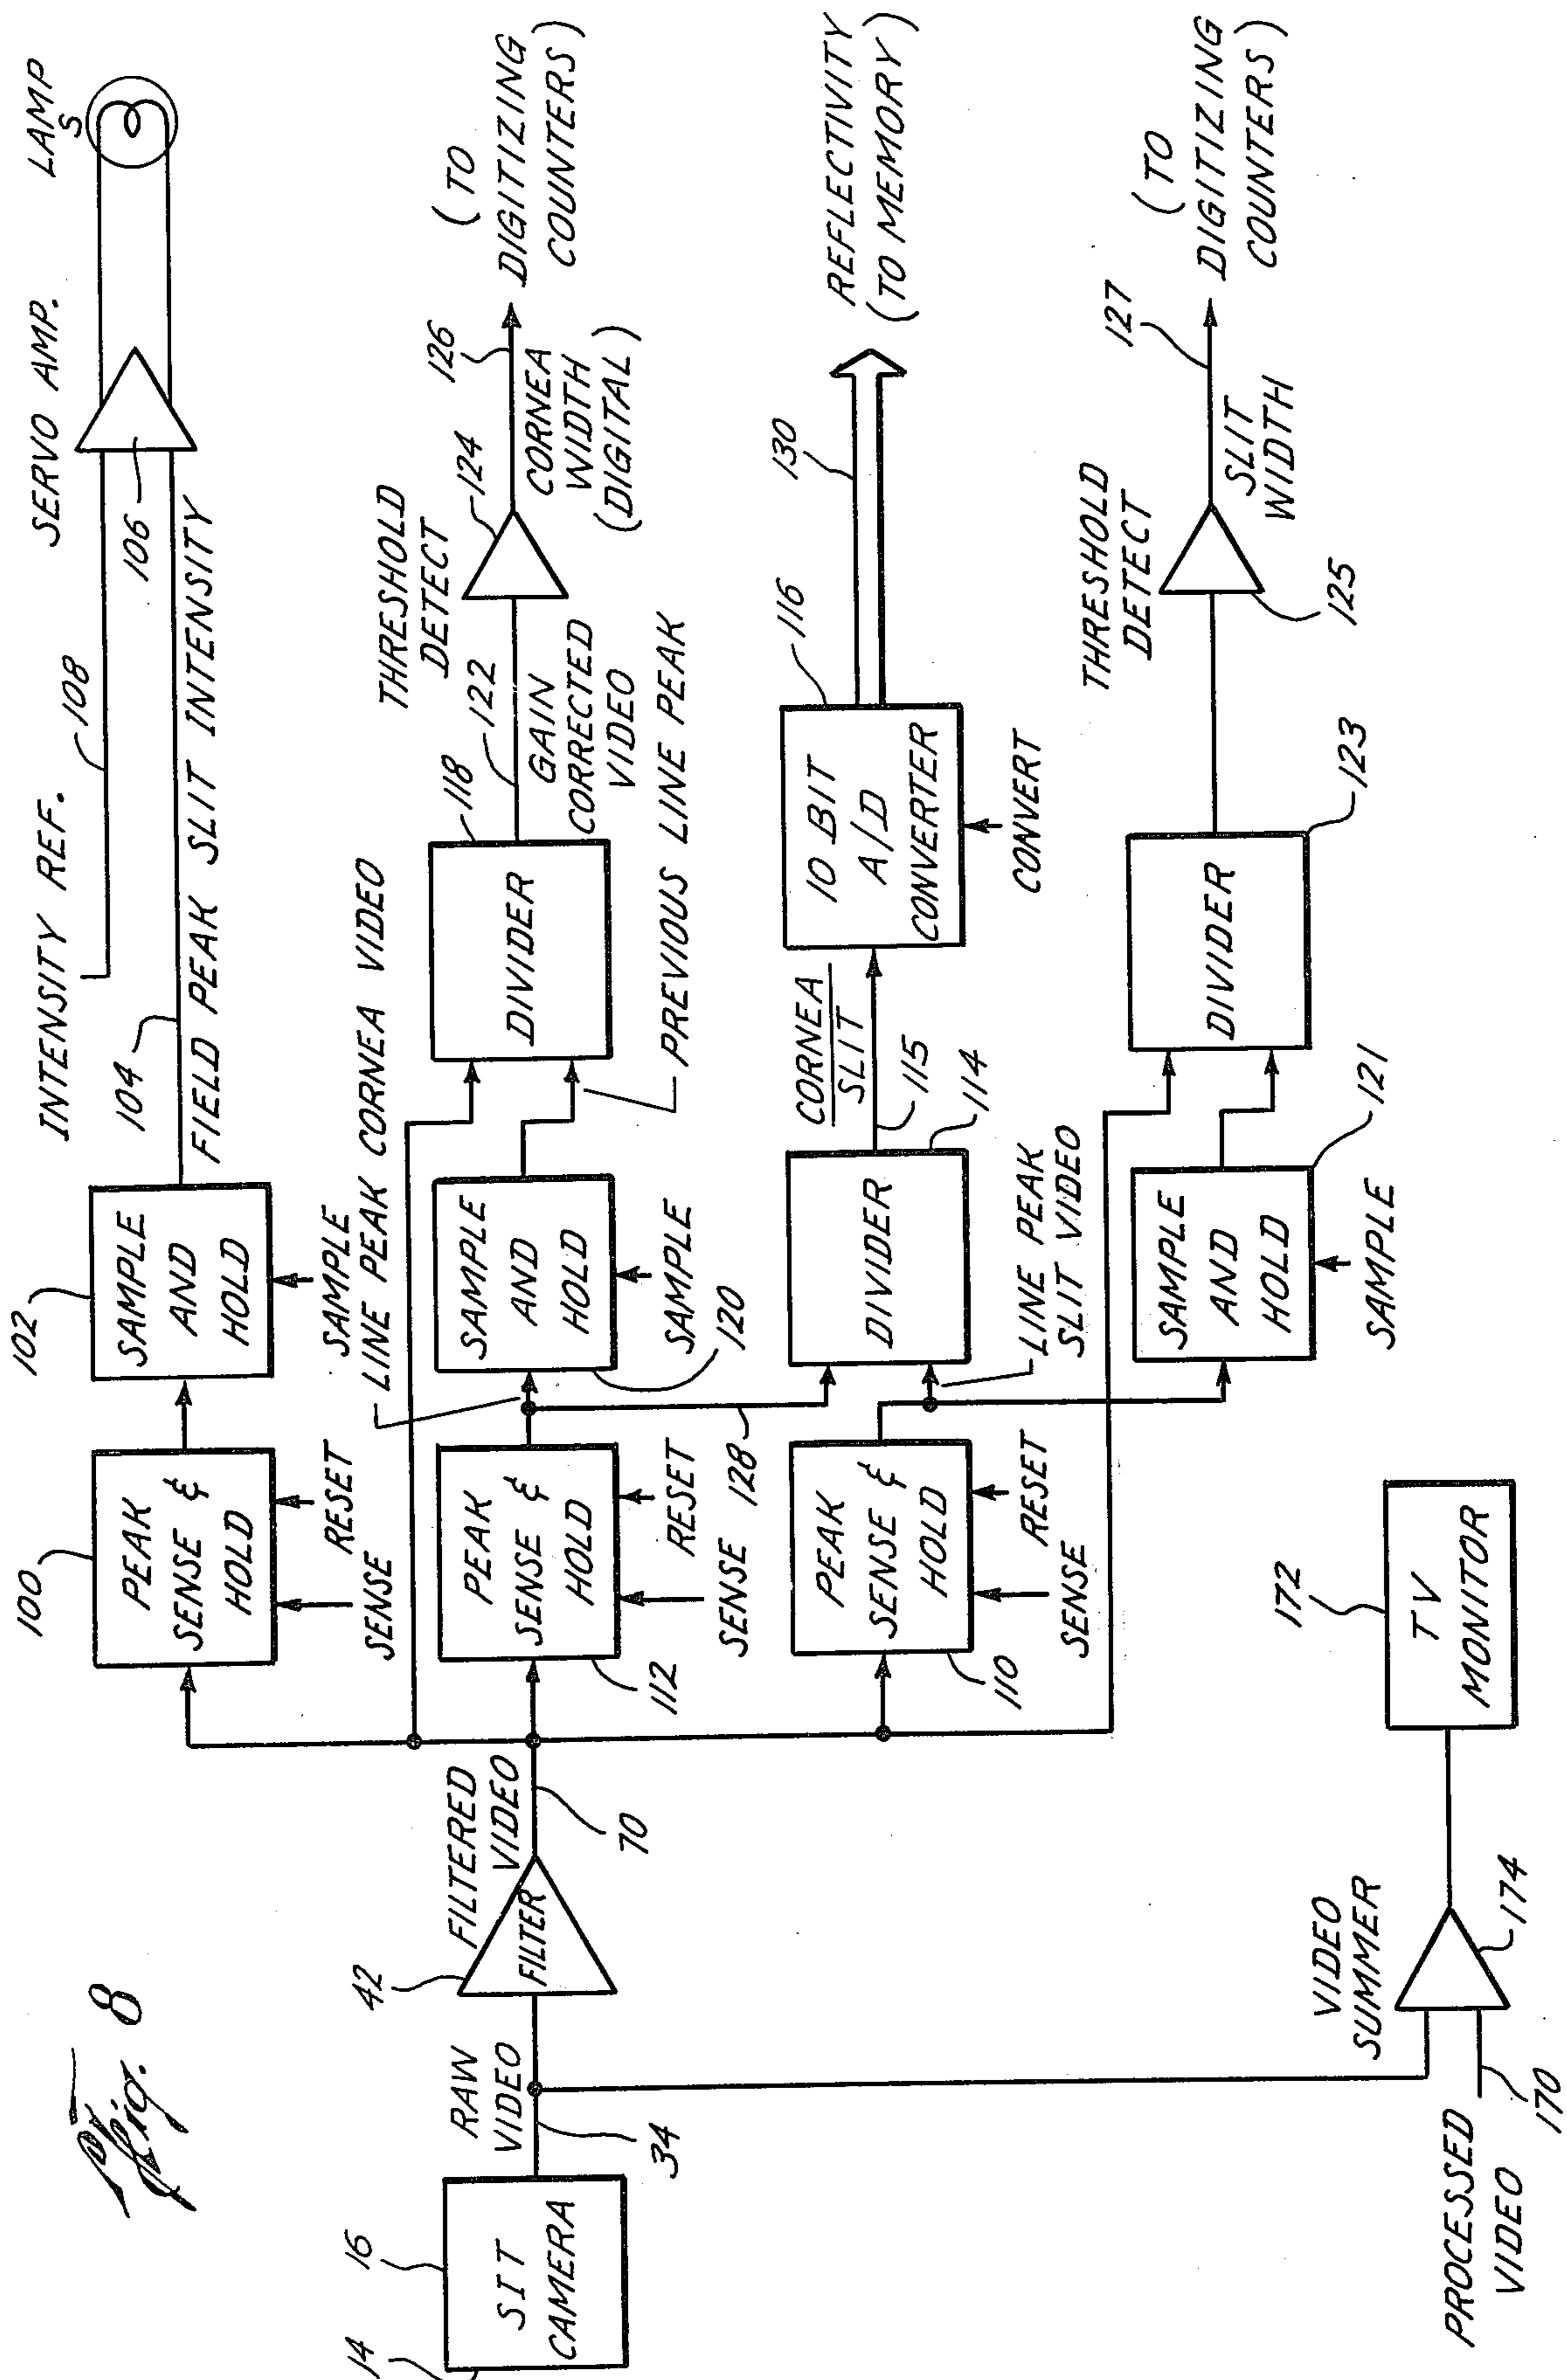 Fig. 8
INTENSITY REF.
108
SERVO AMP.
LAMP
S
106
104
FIELD PEAK SLIT INTENSITY
100
PEAK
SENSE &
HOLD
SENSE
RESET
102
SAMPLE
AND
HOLD
SAMPLE
LINE PEAK CORNEA VIDEO
14
16
SIT
CAMERA
RAW
VIDEO
34
42
FILTER
FILTERED
VIDEO
70
PEAK
SENSE &
HOLD
112
SENSE
RESET
128
SAMPLE
AND
HOLD
SAMPLE
120
118
DIVIDER
PREVIOUS LINE PEAK
122
GAIN
CORRECTED
VIDEO
THRESHOLD
DETECT
124
126
CORNEA
WIDTH
(DIGITAL)
(TO
DIGITIZING
COUNTERS)
PEAK
SENSE &
HOLD
110
SENSE
RESET
DIVIDER
114
LINE PEAK
SLIT VIDEO
CORNEA
SLIT
115
116
10 BIT
A/D
CONVERTER
CONVERT
130
REFLECTIVITY
(TO MEMORY)
SAMPLE
AND
HOLD
121
SAMPLE
DIVIDER
123
THRESHOLD
DETECT
125
SLIT
WIDTH
127
(TO
DIGITIZING
COUNTERS)
PROCESSED
VIDEO
170
VIDEO
SUMMER
174
172
TV
MONITOR